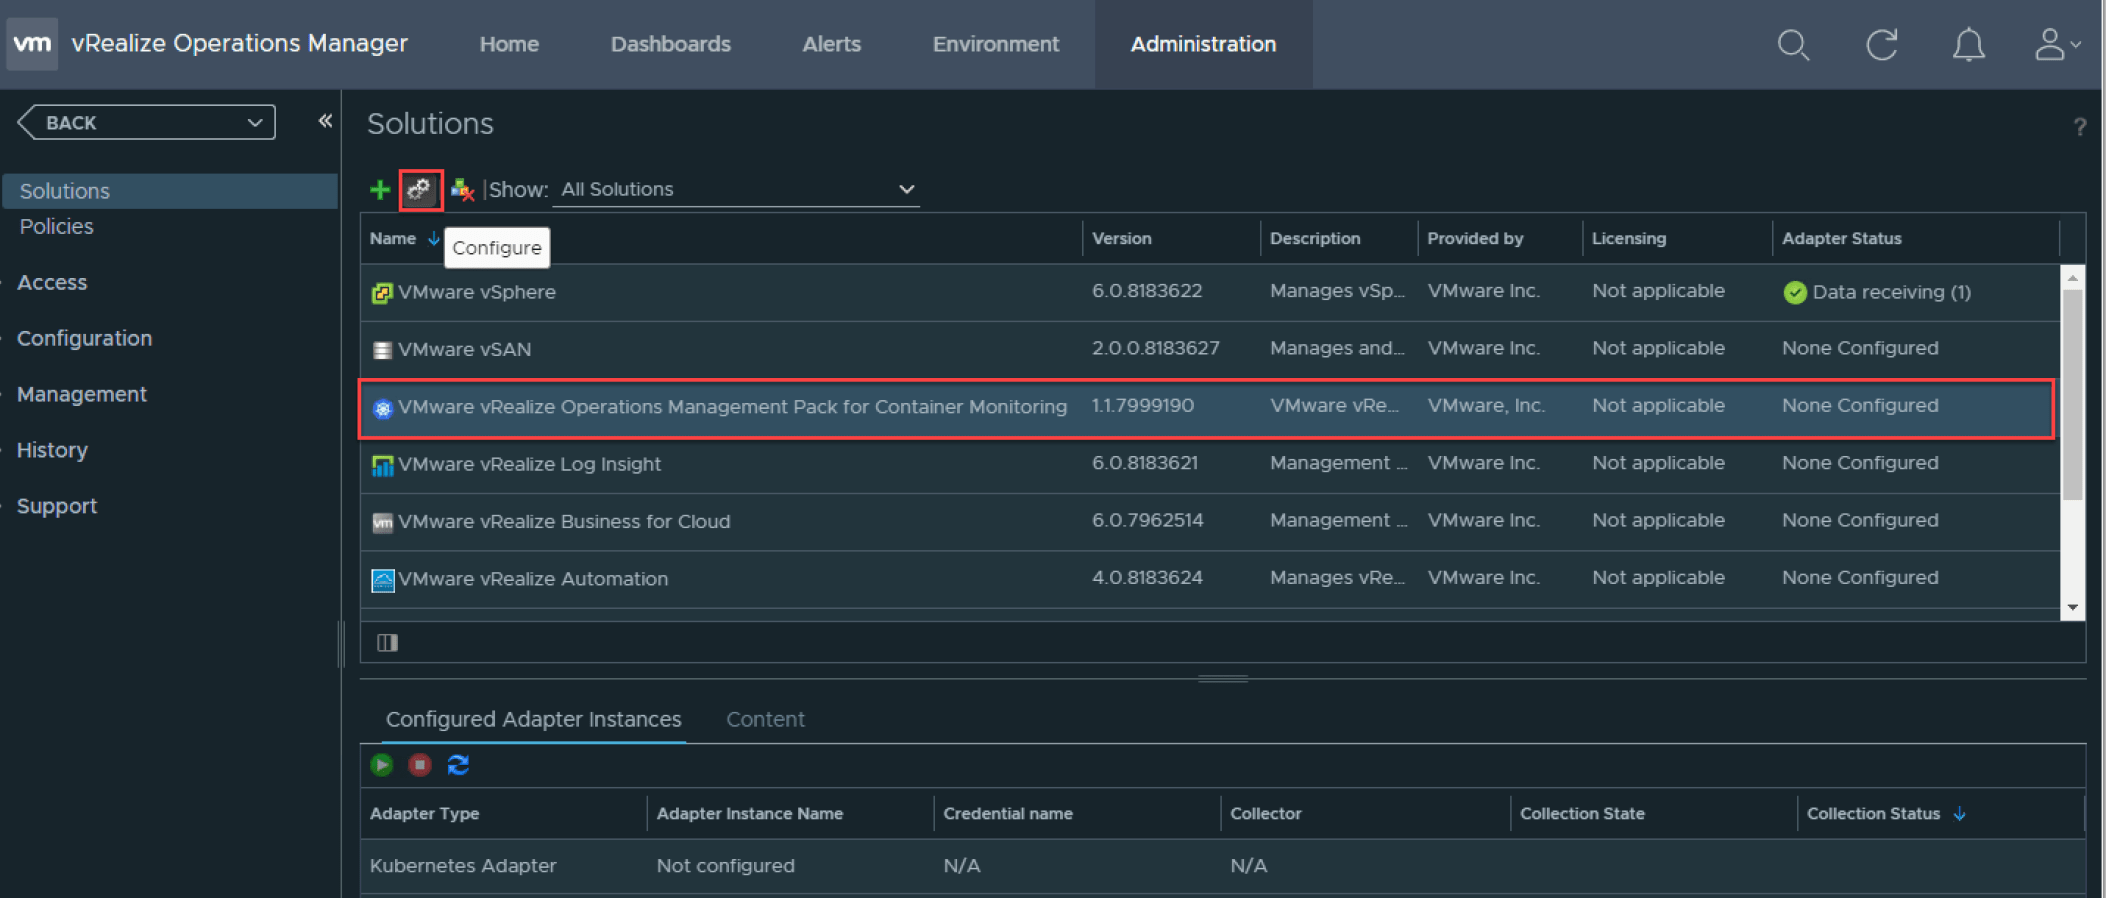 vm vRealize Operations Manager Home Dashboards Alerts Environment Administration
BACK
Solutions
?
Solutions
Policies
Access
Configuration
Management
History
Support
Show: All Solutions
Name Version Description Provided by Licensing Adapter Status
Configure
VMware vSphere 6.0.8183622 Manages vSp... VMware Inc. Not applicable Data receiving (1)
VMware vSAN 2.0.0.8183627 Manages and... VMware Inc. Not applicable None Configured
VMware vRealize Operations Management Pack for Container Monitoring 1.1.7999190 VMware vRe... VMware, Inc. Not applicable None Configured
VMware vRealize Log Insight 6.0.8183621 Management ... VMware Inc. Not applicable None Configured
vm VMware vRealize Business for Cloud 6.0.7962514 Management ... VMware Inc. Not applicable None Configured
VMware vRealize Automation 4.0.8183624 Manages vRe... VMware Inc. Not applicable None Configured
Configured Adapter Instances Content
Adapter Type Adapter Instance Name Credential name Collector Collection State Collection Status
Kubernetes Adapter Not configured N/A N/A